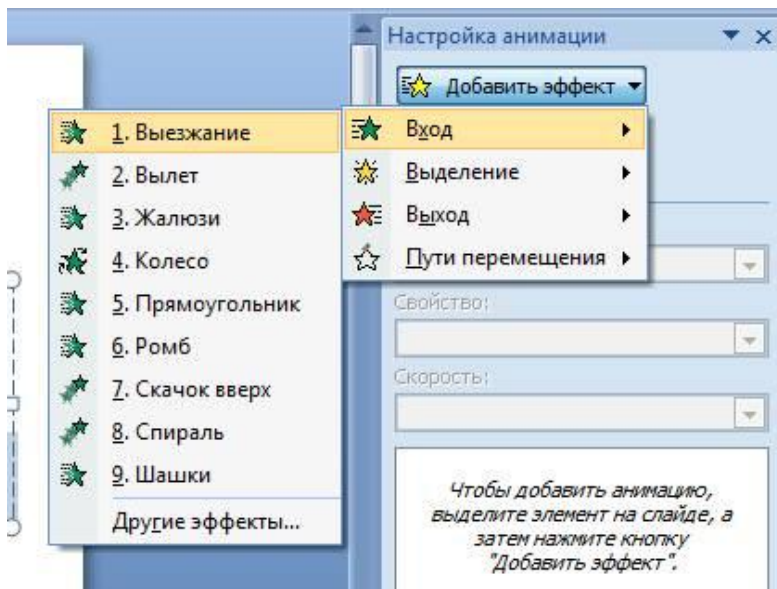 Настройка анимации
Добавить эффект
Вход
Выделение
Выход
Пути перемещения
1. Выезжание
2. Вылет
3. Жалюзи
4. Колесо
5. Прямоугольник
6. Ромб
7. Скачок вверх
8. Спираль
9. Шашки
Другие эффекты...
Свойство:
Скорость:
Чтобы добавить анимацию,
выделите элемент на слайде, а
затем нажмите кнопку
"Добавить эффект".